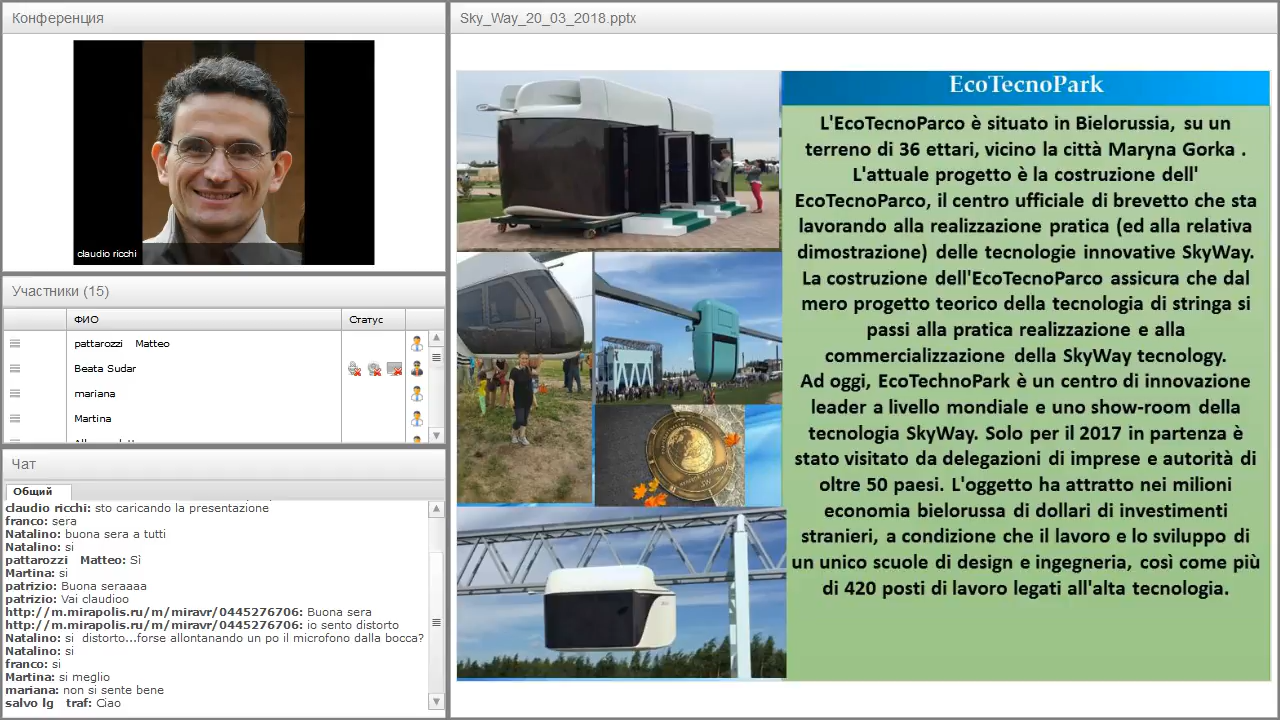 Конференция
claudio ricchi
Участники (15)
ФИО
Статус
pattarozzi Matteo
Beata Sudar
mariana
Martina
Чат
Общий
claudio ricchi: sto caricando la presentazione
franco: sera
Natalino: buona sera a tutti
Natalino: si
pattarozzi Matteo: Sì
Martina: si
patrizio: Buona seraaaa
patrizio: Vai claudioo
http://m.mirapolis.ru/m/miravr/0445276706: Buona sera
http://m.mirapolis.ru/m/miravr/0445276706: io sento distorto
Natalino: si distorto...forse allontanando un po il microfono dalla bocca?
Natalino: si
franco: si
Martina: si meglio
mariana: non si sente bene
salvo lg traf: Ciao
Sky_Way_20_03_2018.pptx
EcoTecnoPark
L'EcoTecnoParco è situato in Bielorussia, su un
terreno di 36 ettari, vicino la città Maryna Gorka .
L'attuale progetto è la costruzione dell'
EcoTecnoParco, il centro ufficiale di brevetto che sta
lavorando alla realizzazione pratica (ed alla relativa
dimostrazione) delle tecnologie innovative SkyWay.
La costruzione dell'EcoTecnoParco assicura che dal
mero progetto teorico della tecnologia di stringa si
passi alla pratica realizzazione e alla
commercializzazione della SkyWay tecnology.
Ad oggi, EcoTechnoPark è un centro di innovazione
leader a livello mondiale e uno show-room della
tecnologia SkyWay. Solo per il 2017 in partenza è
stato visitato da delegazioni di imprese e autorità di
oltre 50 paesi. L'oggetto ha attratto nei milioni
economia bielorussa di dollari di investimenti
stranieri, a condizione che il lavoro e lo sviluppo di
un unico scuole di design e ingegneria, così come più
di 420 posti di lavoro legati all'alta tecnologia.